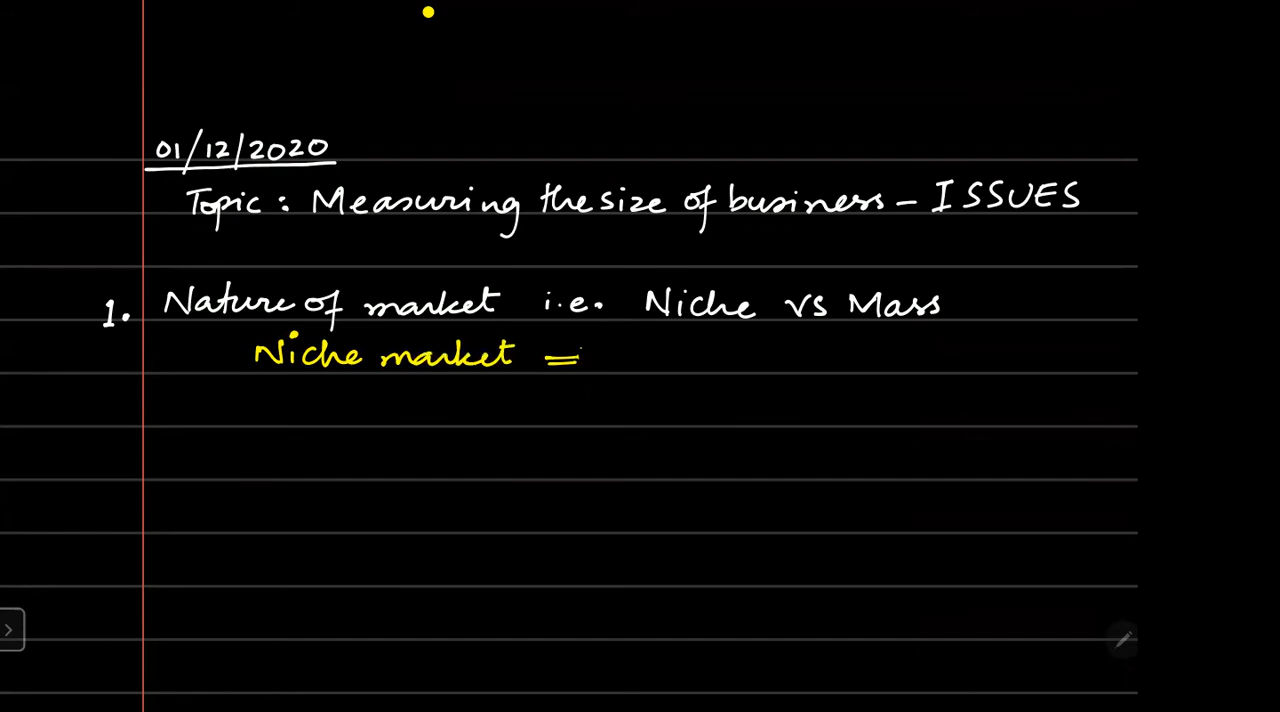 01/12/2020
Topic: Measuring the size of business - ISSUES
1. Nature of market i.e. Niche vs Mass
Niche market =